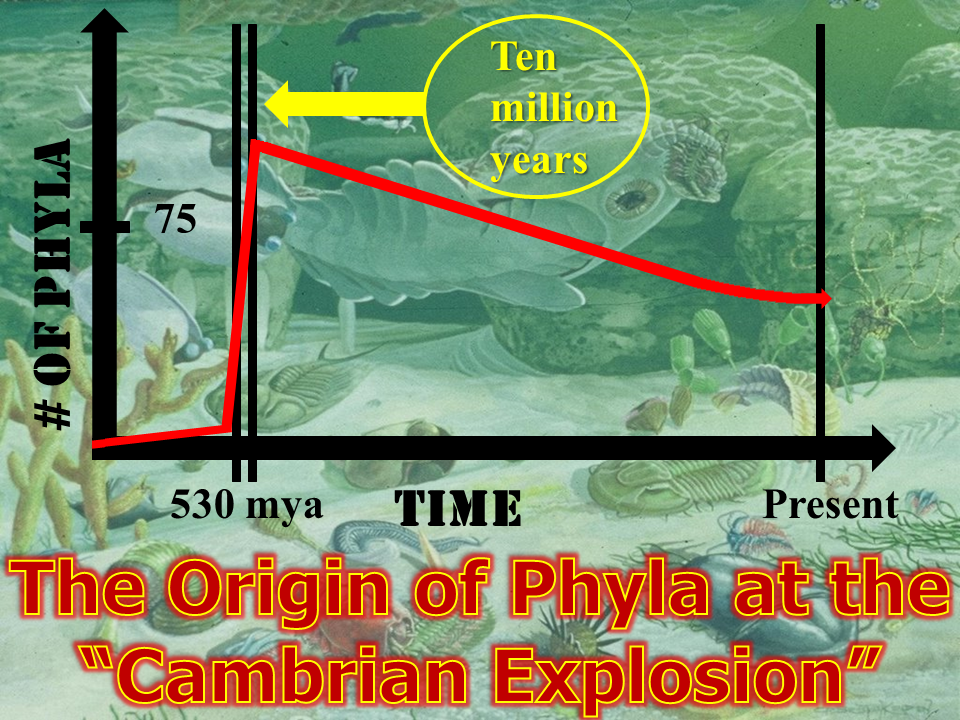 Ten
million
years
# OF PHYLA
75
530 mya
TIME
Present
The Origin of Phyla at the
“Cambrian Explosion”